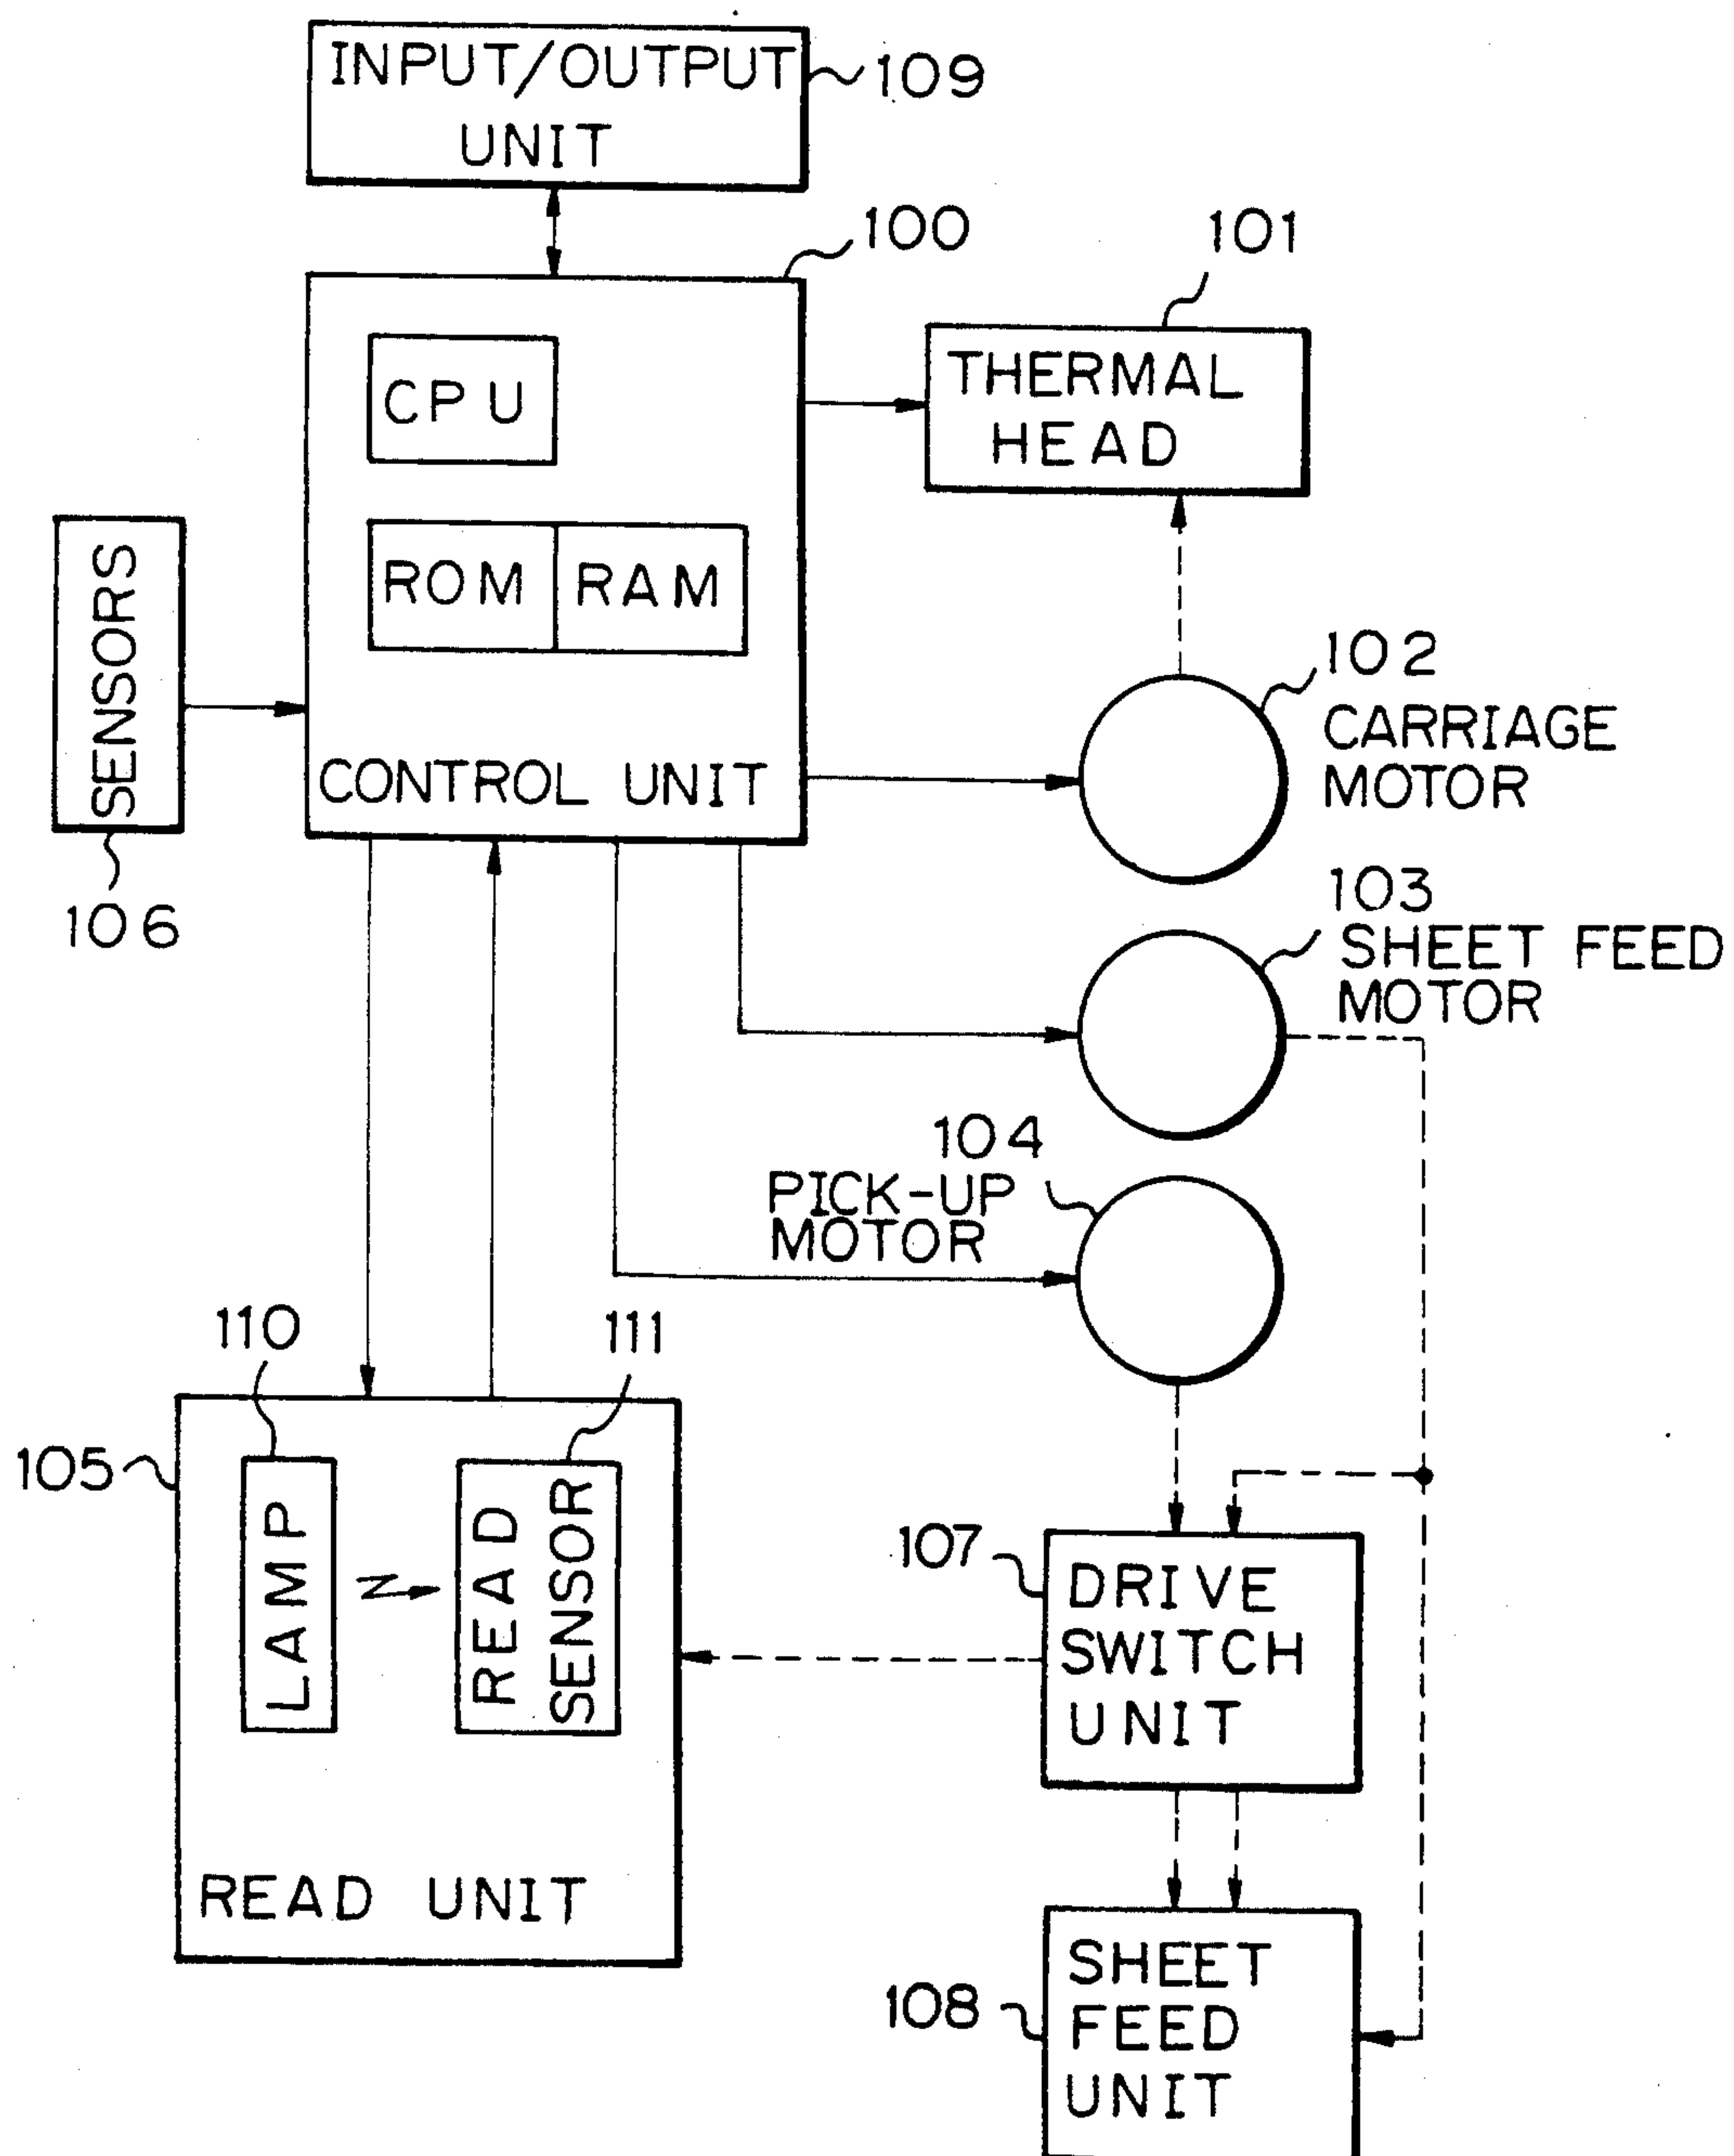 INPUT/OUTPUT
UNIT
109
100
101
CPU
THERMAL
HEAD
ROM
RAM
SENSORS
106
102
CARRIAGE
MOTOR
CONTROL UNIT
103
SHEET FEED
MOTOR
104
PICK-UP
MOTOR
110
111
105
LAMP
READ
SENSOR
107
DRIVE
SWITCH
UNIT
READ UNIT
108
SHEET
FEED
UNIT